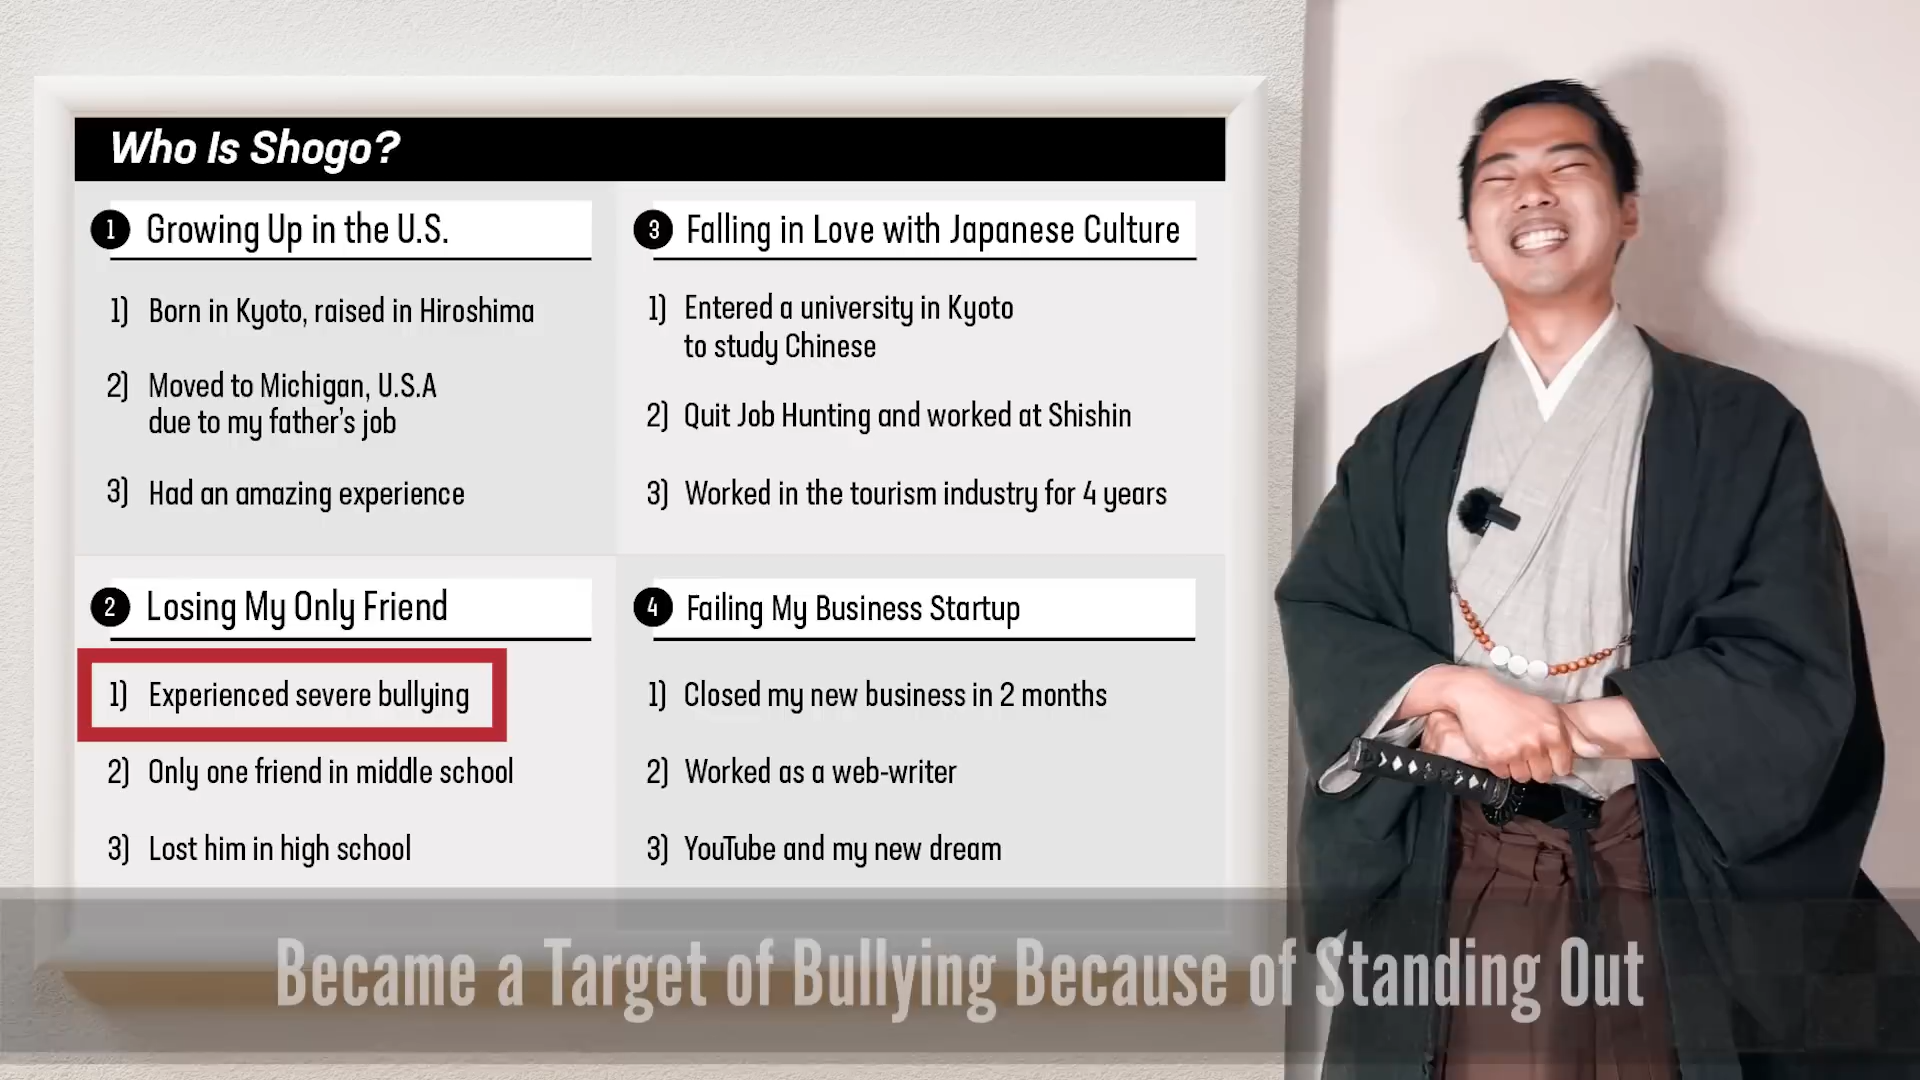 Who Is Shogo?
1 Growing Up in the U.S.
1) Born in Kyoto, raised in Hiroshima
2) Moved to Michigan, U.S.A
due to my father's job
3) Had an amazing experience
2 Losing My Only Friend
1) Experienced severe bullying
2) Only one friend in middle school
3) Lost him in high school
3 Falling in Love with Japanese Culture
1) Entered a university in Kyoto
to study Chinese
2) Quit Job Hunting and worked at Shishin
3) Worked in the tourism industry for 4 years
4 Failing My Business Startup
1) Closed my new business in 2 months
2) Worked as a web-writer
3) YouTube and my new dream
Became a Target of Bullying Because of Standing Out